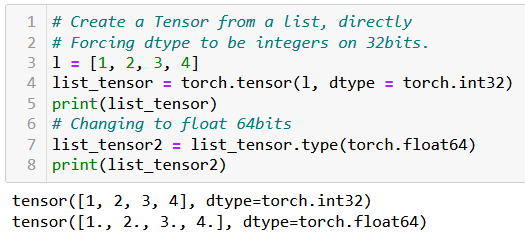 1 # Create a Tensor from a list, directly
2 # Forcing dtype to be integers on 32bits.
3 l = [1, 2, 3, 4]
4 list_tensor = torch.tensor(l, dtype = torch.int32)
5 print(list_tensor)
6 # Changing to float 64bits
7 list_tensor2 = list_tensor.type(torch.float64)
8 print(list_tensor2)
tensor([1, 2, 3, 4], dtype=torch.int32)
tensor([1., 2., 3., 4.], dtype=torch.float64)